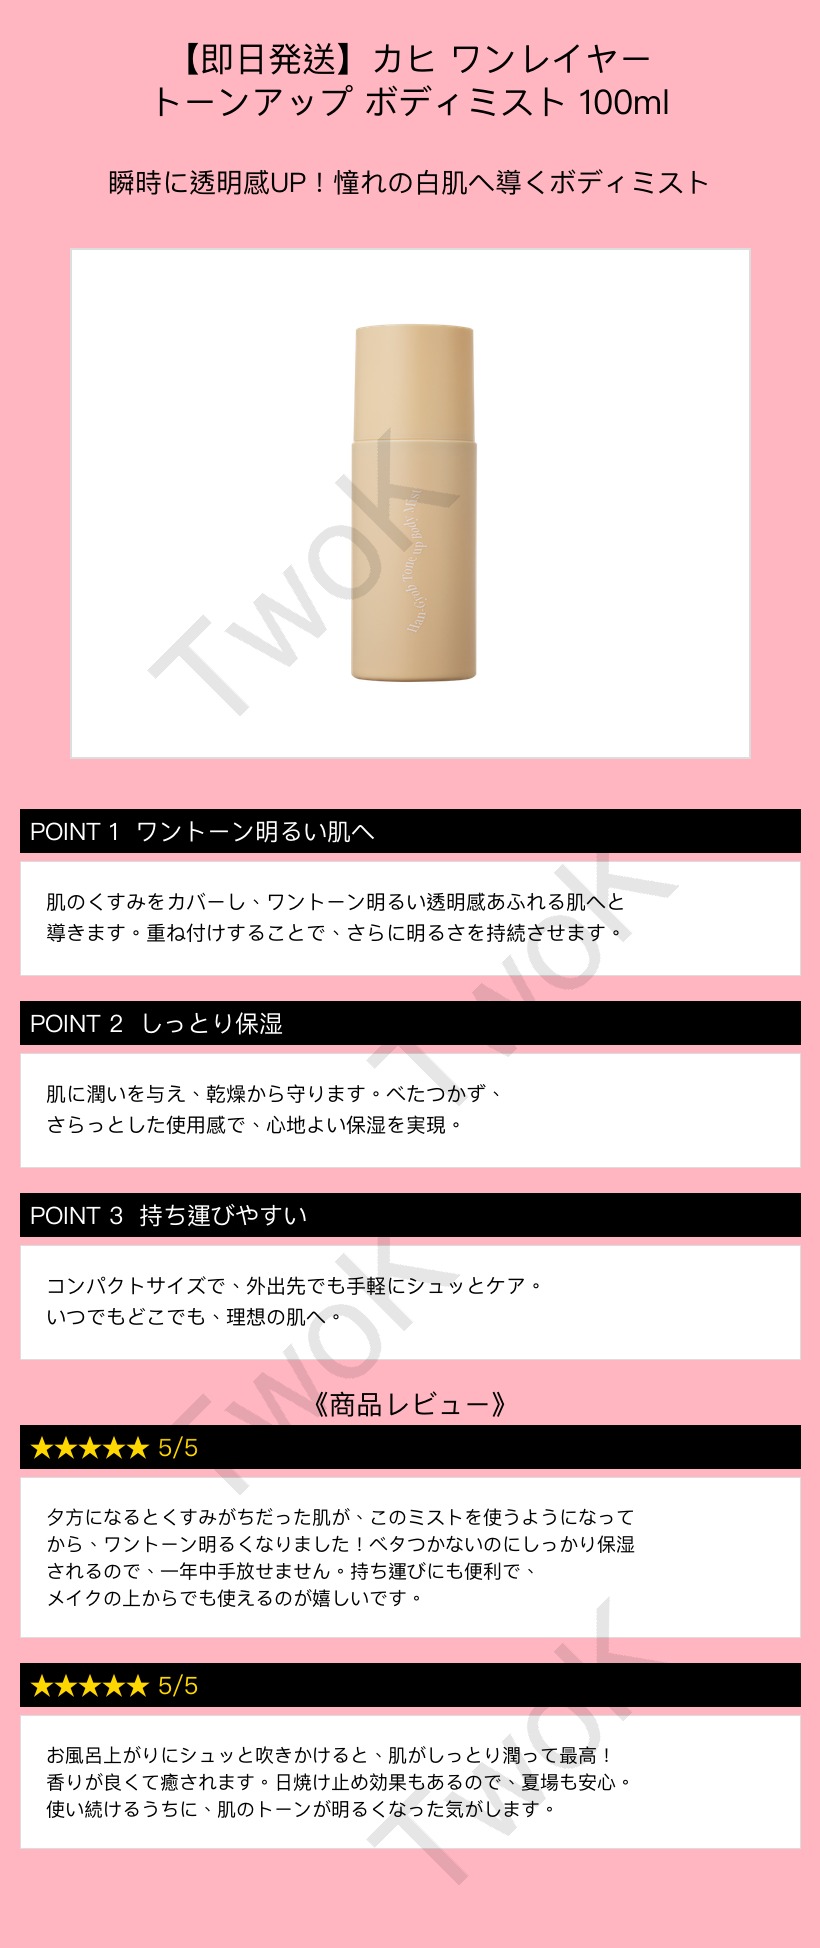 【即日発送】カヒ ワンレイヤー
トーンアップ ボディミスト 100ml
瞬時に透明感UP！憧れの白肌へ導くボディミスト
Han-Gyub Tone up Body Mist
TwoK
POINT 1 ワントーン明るい肌へ
肌のくすみをカバーし、ワントーン明るい透明感あふれる肌へと
導きます。重ね付けすることで、さらに明るさを持続させます。
TwoK
POINT 2 しっとり保湿
肌に潤いを与え、乾燥から守ります。べたつかず、
さらっとした使用感で、心地よい保湿を実現。
POINT 3 持ち運びやすい
コンパクトサイズで、外出先でも手軽にシュッとケア。
いつでもどこでも、理想の肌へ。
TwoK
《商品レビュー》
★★★★★ 5/5
夕方になるとくすみがちだった肌が、このミストを使うようになって
から、ワントーン明るくなりました！ベタつかないのにしっかり保湿
されるので、一年中手放せません。持ち運びにも便利で、
メイクの上からでも使えるのが嬉しいです。
★★★★★ 5/5
お風呂上がりにシュッと吹きかけると、肌がしっとり潤って最高！
香りが良くて癒されます。日焼け止め効果もあるので、夏場も安心。
使い続けるうちに、肌のトーンが明るくなった気がします。
TwoK